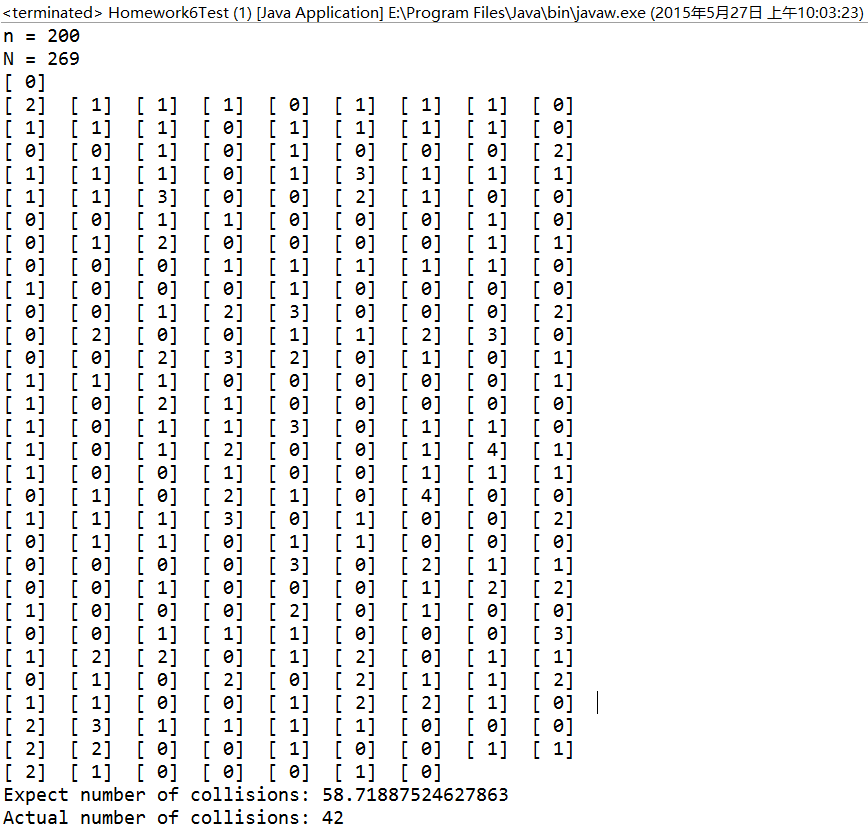 <terminated> Homework6Test (1) [Java Application] E:\Program Files\Java\bin\javaw.exe (2015年5月27日 上午10:03:23)
n = 200
N = 269
[ 0]
[ 2] [ 1] [ 1] [ 1] [ 0] [ 1] [ 1] [ 1] [ 0]
[ 1] [ 1] [ 1] [ 0] [ 1] [ 1] [ 1] [ 1] [ 0]
[ 0] [ 0] [ 1] [ 0] [ 1] [ 0] [ 0] [ 0] [ 2]
[ 1] [ 1] [ 1] [ 0] [ 1] [ 3] [ 1] [ 1] [ 1]
[ 1] [ 1] [ 3] [ 0] [ 0] [ 2] [ 1] [ 0] [ 0]
[ 0] [ 0] [ 1] [ 1] [ 0] [ 0] [ 0] [ 1] [ 0]
[ 0] [ 1] [ 2] [ 0] [ 0] [ 0] [ 0] [ 1] [ 1]
[ 0] [ 0] [ 0] [ 1] [ 1] [ 1] [ 1] [ 1] [ 0]
[ 1] [ 0] [ 0] [ 0] [ 1] [ 0] [ 0] [ 0] [ 0]
[ 0] [ 0] [ 1] [ 2] [ 3] [ 0] [ 0] [ 0] [ 2]
[ 0] [ 2] [ 0] [ 0] [ 1] [ 1] [ 2] [ 3] [ 0]
[ 0] [ 0] [ 2] [ 3] [ 2] [ 0] [ 1] [ 0] [ 1]
[ 1] [ 1] [ 1] [ 0] [ 0] [ 0] [ 0] [ 0] [ 1]
[ 1] [ 0] [ 2] [ 1] [ 0] [ 0] [ 0] [ 0] [ 0]
[ 1] [ 0] [ 1] [ 1] [ 3] [ 0] [ 1] [ 1] [ 0]
[ 1] [ 0] [ 1] [ 2] [ 0] [ 0] [ 1] [ 4] [ 1]
[ 1] [ 0] [ 0] [ 1] [ 0] [ 0] [ 1] [ 1] [ 1]
[ 0] [ 1] [ 0] [ 2] [ 1] [ 0] [ 4] [ 0] [ 0]
[ 1] [ 1] [ 1] [ 3] [ 0] [ 1] [ 0] [ 0] [ 2]
[ 0] [ 1] [ 1] [ 0] [ 1] [ 1] [ 0] [ 0] [ 0]
[ 0] [ 0] [ 0] [ 0] [ 3] [ 0] [ 2] [ 1] [ 1]
[ 0] [ 0] [ 1] [ 0] [ 0] [ 0] [ 1] [ 2] [ 2]
[ 1] [ 0] [ 0] [ 0] [ 2] [ 0] [ 1] [ 0] [ 0]
[ 0] [ 0] [ 1] [ 1] [ 1] [ 0] [ 0] [ 0] [ 3]
[ 1] [ 2] [ 2] [ 0] [ 1] [ 2] [ 0] [ 1] [ 1]
[ 0] [ 1] [ 0] [ 2] [ 0] [ 2] [ 1] [ 1] [ 2]
[ 1] [ 1] [ 0] [ 0] [ 1] [ 2] [ 2] [ 1] [ 0]
[ 2] [ 3] [ 1] [ 1] [ 1] [ 1] [ 0] [ 0] [ 0]
[ 2] [ 2] [ 0] [ 0] [ 1] [ 0] [ 0] [ 1] [ 1]
[ 2] [ 1] [ 0] [ 0] [ 0] [ 1] [ 0]
Expect number of collisions: 58.71887524627863
Actual number of collisions: 42